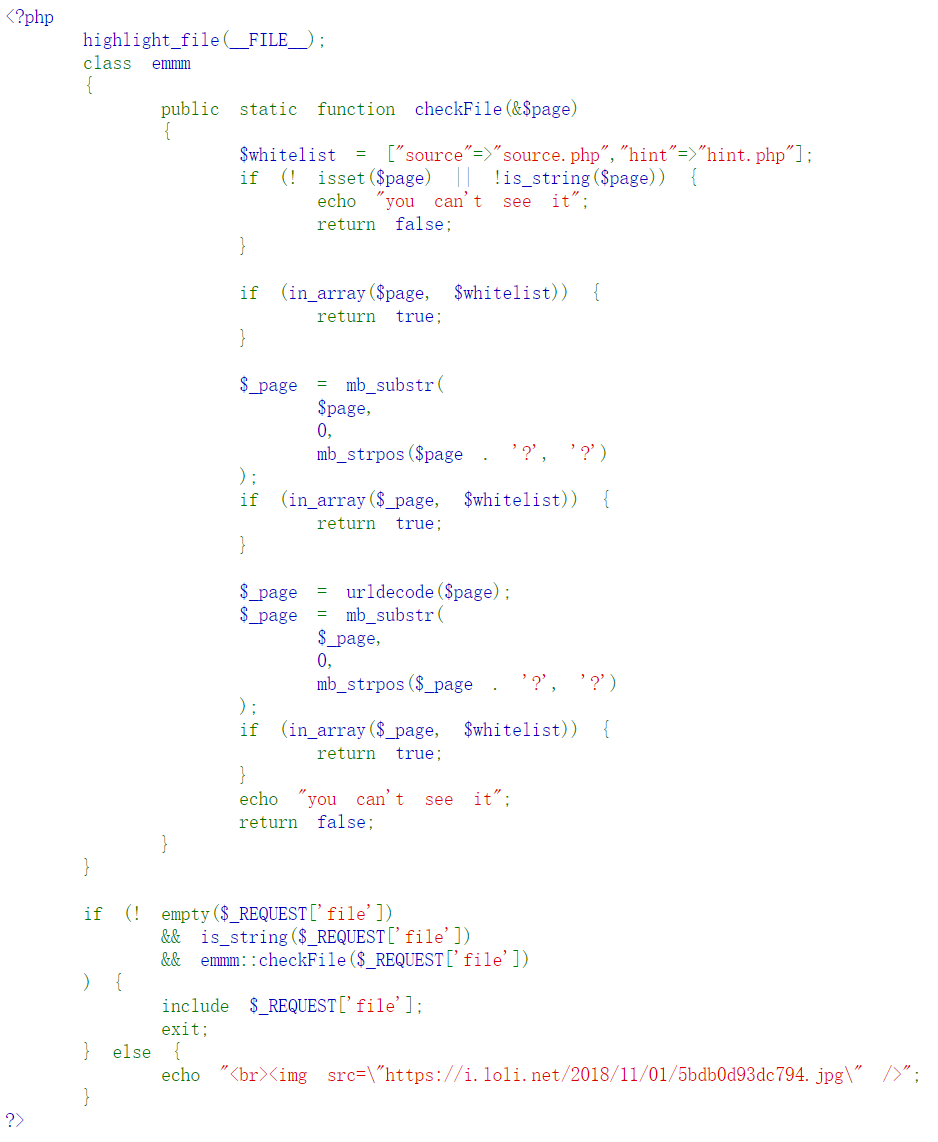 <?php
highlight_file(__FILE__);
class emmm
{
public static function checkFile(&$page)
{
$whitelist = ["source"=>"source.php","hint"=>"hint.php"];
if (! isset($page) || !is_string($page)) {
echo "you can't see it";
return false;
}
if (in_array($page, $whitelist)) {
return true;
}
$_page = mb_substr(
$page,
0,
mb_strpos($page . '?', '?')
);
if (in_array($_page, $whitelist)) {
return true;
}
$_page = urldecode($page);
$_page = mb_substr(
$_page,
0,
mb_strpos($_page . '?', '?')
);
if (in_array($_page, $whitelist)) {
return true;
}
echo "you can't see it";
return false;
}
}
if (! empty($_REQUEST['file'])
&& is_string($_REQUEST['file'])
&& emmm::checkFile($_REQUEST['file'])
) {
include $_REQUEST['file'];
exit;
} else {
echo "<br><img src=\"https://i.loli.net/2018/11/01/5bdb0d93dc794.jpg\" />";
}
?>